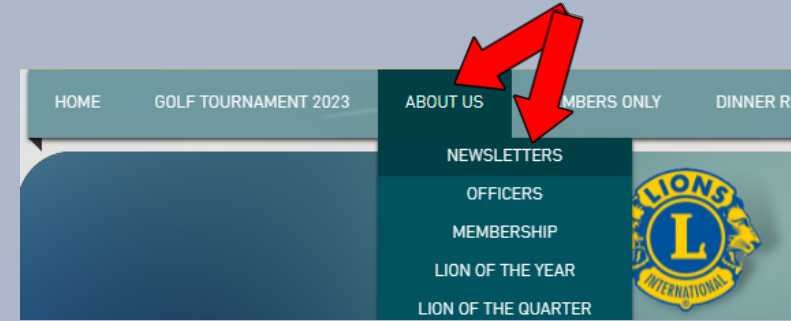 HOME GOLF TOURNAMENT 2023 ABOUT US MBERS ONLY DINNER R
NEWSLETTERS
OFFICERS
MEMBERSHIP
LION OF THE YEAR
LION OF THE QUARTER
LIONS
L
INTERNATIONAL